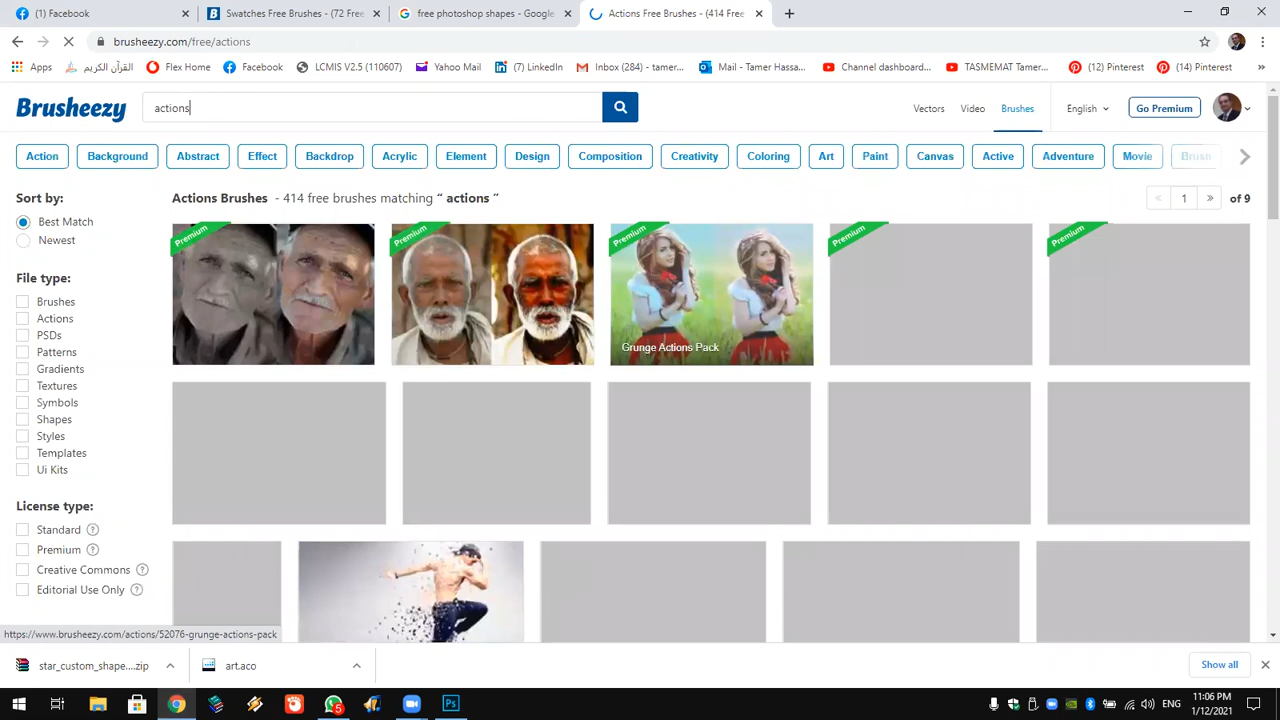 (1) Facebook
Swatches Free Brushes - (72 Free
free photoshop shapes - Google
Actions Free Brushes - (414 Free
brusheezy.com/free/actions
Apps
القرآن الكريم
Flex Home
Facebook
LCMIS V2.5 (110607)
Yahoo Mail
(7) LinkedIn
Inbox (284) - tamer...
Mail - Tamer Hassa...
Channel dashboard...
TASMEMAT Tamer...
(12) Pinterest
(14) Pinterest
Brusheezy
actions
Vectors
Video
Brushes
English
Go Premium
Action
Background
Abstract
Effect
Backdrop
Acrylic
Element
Design
Composition
Creativity
Coloring
Art
Paint
Canvas
Active
Adventure
Movie
Brush
Sort by:
Best Match
Newest
Actions Brushes - 414 free brushes matching “ actions ”
1
of 9
File type:
Brushes
Actions
PSDs
Patterns
Gradients
Textures
Symbols
Shapes
Styles
Templates
Ui Kits
Premium
Premium
Premium
Premium
Premium
Grunge Actions Pack
License type:
Standard
Premium
Creative Commons
Editorial Use Only
https://www.brusheezy.com/actions/52076-grunge-actions-pack
star_custom_shape....zip
art.aco
Show all
5
Ps
ENG
11:06 PM
1/12/2021